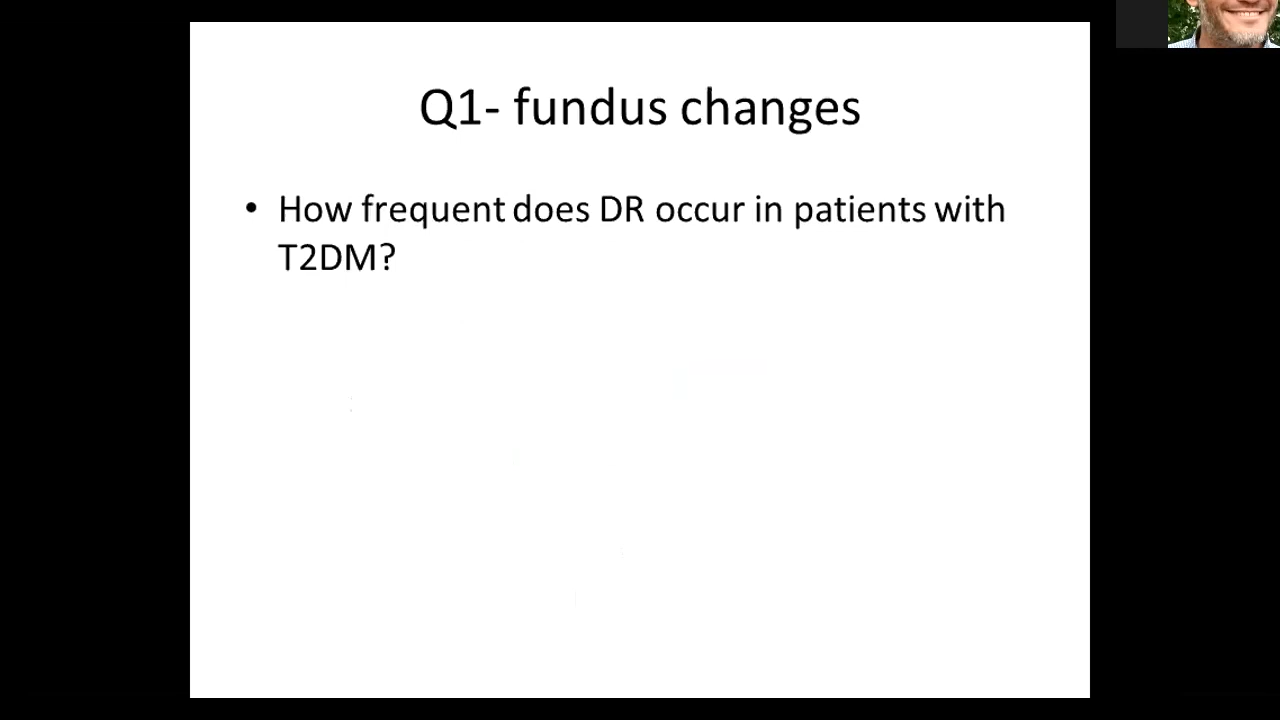 Q1- fundus changes
• How frequent does DR occur in patients with
T2DM?